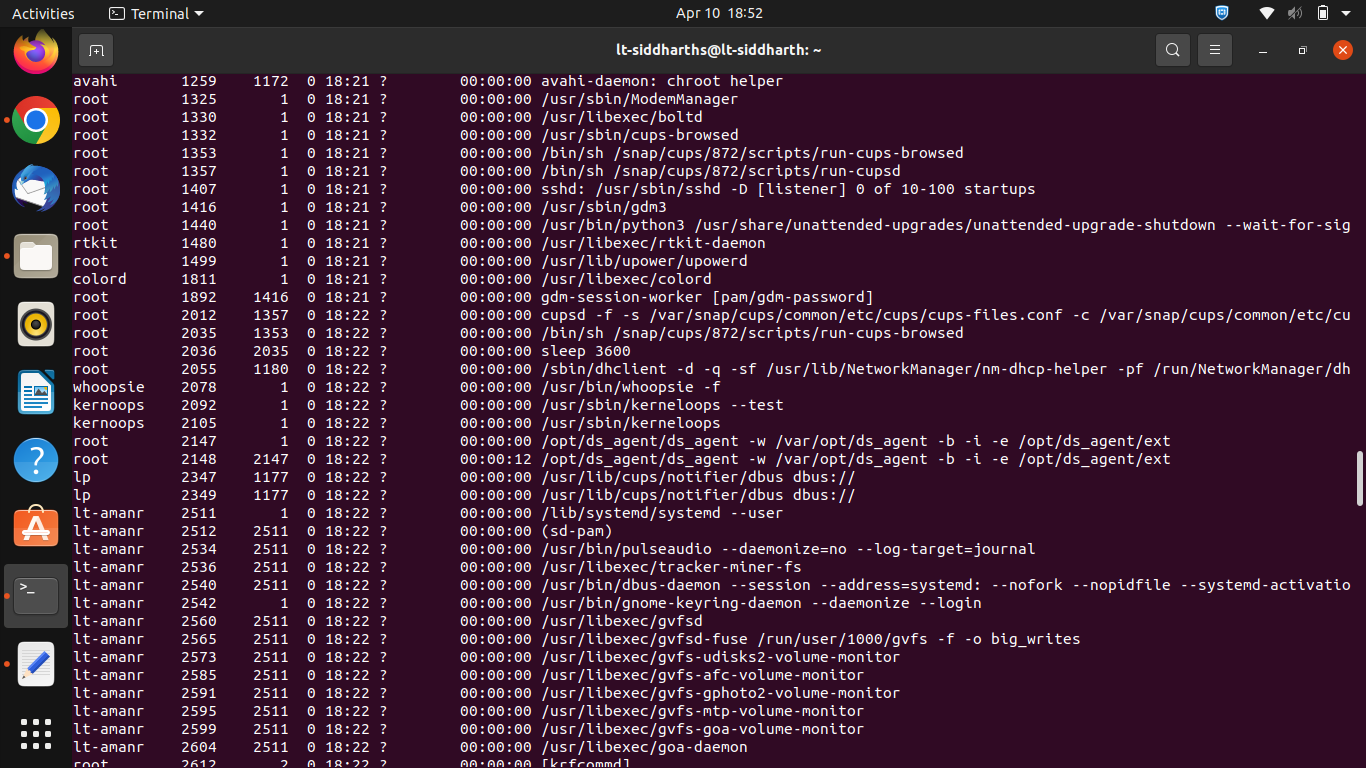 Activities
Terminal
Apr 10 18:52
lt-siddharths@lt-siddharth: ~
avahi 1259 1172 0 18:21 ? 00:00:00 avahi-daemon: chroot helper
root 1325 1 0 18:21 ? 00:00:00 /usr/sbin/ModemManager
root 1330 1 0 18:21 ? 00:00:00 /usr/libexec/boltd
root 1332 1 0 18:21 ? 00:00:00 /usr/sbin/cups-browsed
root 1353 1 0 18:21 ? 00:00:00 /bin/sh /snap/cups/872/scripts/run-cups-browsed
root 1357 1 0 18:21 ? 00:00:00 /bin/sh /snap/cups/872/scripts/run-cupsd
root 1407 1 0 18:21 ? 00:00:00 sshd: /usr/sbin/sshd -D [listener] 0 of 10-100 startups
root 1416 1 0 18:21 ? 00:00:00 /usr/sbin/gdm3
root 1440 1 0 18:21 ? 00:00:00 /usr/bin/python3 /usr/share/unattended-upgrades/unattended-upgrade-shutdown --wait-for-sig
rtkit 1480 1 0 18:21 ? 00:00:00 /usr/libexec/rtkit-daemon
root 1499 1 0 18:21 ? 00:00:00 /usr/lib/upower/upowerd
colord 1811 1 0 18:21 ? 00:00:00 /usr/libexec/colord
root 1892 1416 0 18:21 ? 00:00:00 gdm-session-worker [pam/gdm-password]
root 2012 1357 0 18:22 ? 00:00:00 cupsd -f -s /var/snap/cups/common/etc/cups/cups-files.conf -c /var/snap/cups/common/etc/cu
root 2035 1353 0 18:22 ? 00:00:00 /bin/sh /snap/cups/872/scripts/run-cups-browsed
root 2036 2035 0 18:22 ? 00:00:00 sleep 3600
root 2055 1180 0 18:22 ? 00:00:00 /sbin/dhclient -d -q -sf /usr/lib/NetworkManager/nm-dhcp-helper -pf /run/NetworkManager/dh
whoopsie 2078 1 0 18:22 ? 00:00:00 /usr/bin/whoopsie -f
kernoops 2092 1 0 18:22 ? 00:00:00 /usr/sbin/kerneloops --test
kernoops 2105 1 0 18:22 ? 00:00:00 /usr/sbin/kerneloops
root 2147 1 0 18:22 ? 00:00:00 /opt/ds_agent/ds_agent -w /var/opt/ds_agent -b -i -e /opt/ds_agent/ext
root 2148 2147 0 18:22 ? 00:00:12 /opt/ds_agent/ds_agent -w /var/opt/ds_agent -b -i -e /opt/ds_agent/ext
lp 2347 1177 0 18:22 ? 00:00:00 /usr/lib/cups/notifier/dbus dbus://
lp 2349 1177 0 18:22 ? 00:00:00 /usr/lib/cups/notifier/dbus dbus://
lt-amanr 2511 1 0 18:22 ? 00:00:00 /lib/systemd/systemd --user
lt-amanr 2512 2511 0 18:22 ? 00:00:00 (sd-pam)
lt-amanr 2534 2511 0 18:22 ? 00:00:00 /usr/bin/pulseaudio --daemonize=no --log-target=journal
lt-amanr 2536 2511 0 18:22 ? 00:00:00 /usr/libexec/tracker-miner-fs
lt-amanr 2540 2511 0 18:22 ? 00:00:00 /usr/bin/dbus-daemon --session --address=systemd: --nofork --nopidfile --systemd-activatio
lt-amanr 2542 1 0 18:22 ? 00:00:00 /usr/bin/gnome-keyring-daemon --daemonize --login
lt-amanr 2560 2511 0 18:22 ? 00:00:00 /usr/libexec/gvfsd
lt-amanr 2565 2511 0 18:22 ? 00:00:00 /usr/libexec/gvfsd-fuse /run/user/1000/gvfs -f -o big_writes
lt-amanr 2573 2511 0 18:22 ? 00:00:00 /usr/libexec/gvfs-udisks2-volume-monitor
lt-amanr 2585 2511 0 18:22 ? 00:00:00 /usr/libexec/gvfs-afc-volume-monitor
lt-amanr 2591 2511 0 18:22 ? 00:00:00 /usr/libexec/gvfs-gphoto2-volume-monitor
lt-amanr 2595 2511 0 18:22 ? 00:00:00 /usr/libexec/gvfs-mtp-volume-monitor
lt-amanr 2599 2511 0 18:22 ? 00:00:00 /usr/libexec/gvfs-goa-volume-monitor
lt-amanr 2604 2511 0 18:22 ? 00:00:00 /usr/libexec/goa-daemon
root 2612 2 0 18:22 ? 00:00:00 [krfcommd]